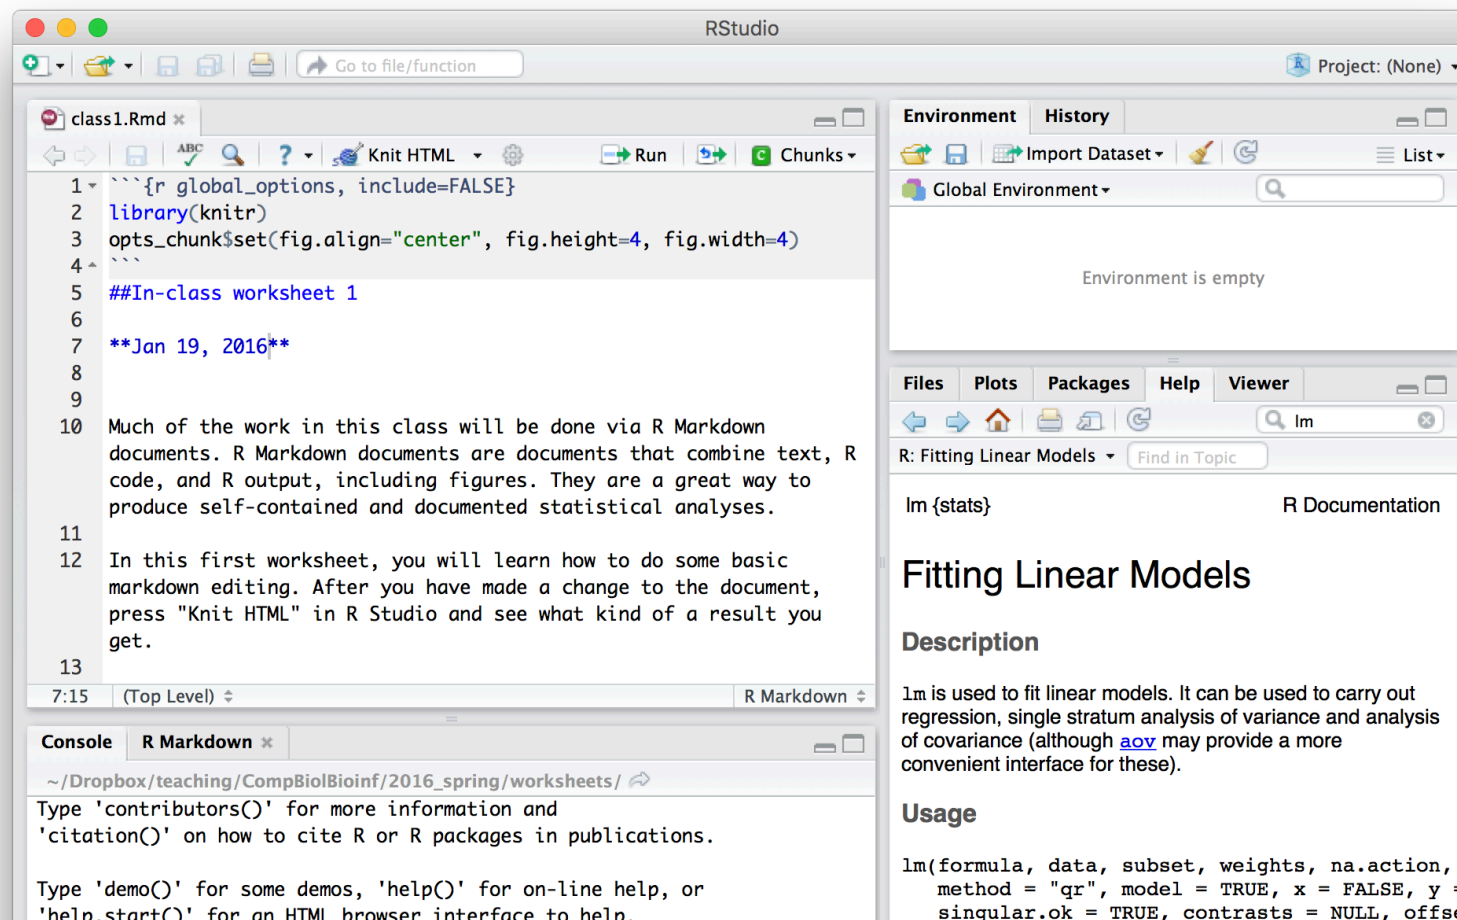 RStudio
Go to file/function
Project: (None)
class1.Rmd
ABC
? Knit HTML Run C Chunks
1 ```{r global_options, include=FALSE}
2 library(knitr)
3 opts_chunk$set(fig.align="center", fig.height=4, fig.width=4)
4 ```
5 ##In-class worksheet 1
6
7 **Jan 19, 2016**
8
9
10 Much of the work in this class will be done via R Markdown
documents. R Markdown documents are documents that combine text, R
code, and R output, including figures. They are a great way to
produce self-contained and documented statistical analyses.
11
12 In this first worksheet, you will learn how to do some basic
markdown editing. After you have made a change to the document,
press "Knit HTML" in R Studio and see what kind of a result you
get.
13
7:15 (Top Level) R Markdown
Console R Markdown
~/Dropbox/teaching/CompBiolBioinf/2016_spring/worksheets/
Type 'contributors()' for more information and
'citation()' on how to cite R or R packages in publications.
Type 'demo()' for some demos, 'help()' for on-line help, or
'help.start()' for an HTML browser interface to help.
Environment History
Import Dataset List
Global Environment
Environment is empty
Files Plots Packages Help Viewer
lm
R: Fitting Linear Models Find in Topic
lm {stats} R Documentation
Fitting Linear Models
Description
lm is used to fit linear models. It can be used to carry out
regression, single stratum analysis of variance and analysis
of covariance (although aov may provide a more
convenient interface for these).
Usage
lm(formula, data, subset, weights, na.action,
method = "qr", model = TRUE, x = FALSE, y =
singular.ok = TRUE, contrasts = NULL, offse